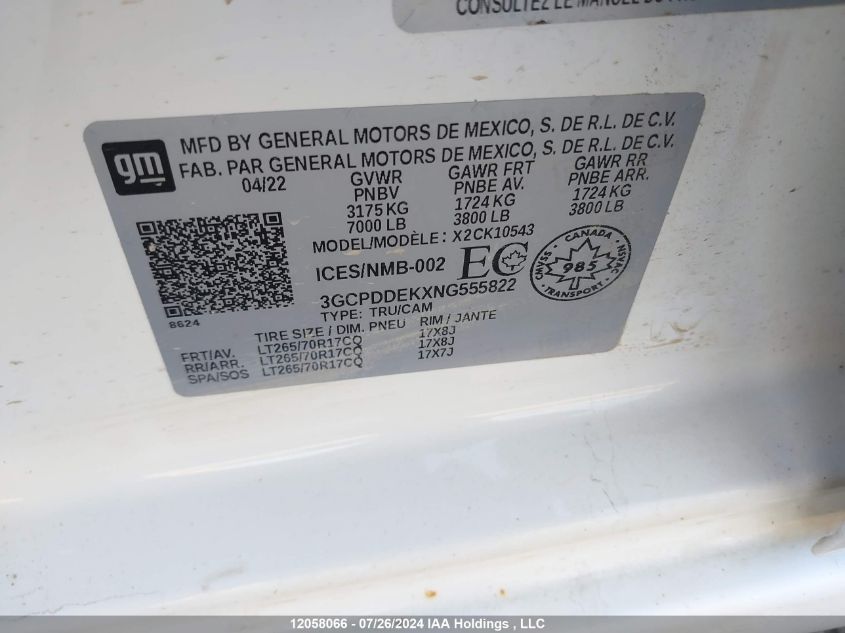 CONSULTEZ LE MANUEL DU
gm
MFD BY GENERAL MOTORS DE MEXICO, S. DE R.L. DE C.V.
FAB. PAR GENERAL MOTORS DE MEXICO, S. DE R.L. DE C.V.
04/22 GVWR GAWR FRT GAWR RR
PNBV PNBE AV. PNBE ARR.
3175 KG 1724 KG 1724 KG
7000 LB 3800 LB 3800 LB
MODEL/MODÈLE: X2CK10543
ICES/NMB-002 EC
CANADA
985
CMVSS NSVAC
TRANSPORT
3GCPDDEKXNG555822
TYPE: TRU/CAM
8624
TIRE SIZE / DIM. PNEU RIM / JANTE
FRT/AV. LT265/70R17CQ 17X8J
RR/ARR. LT265/70R17CQ 17X8J
SPA/SOS LT265/70R17CQ 17X7J
12058066 - 07/26/2024 IAA Holdings , LLC